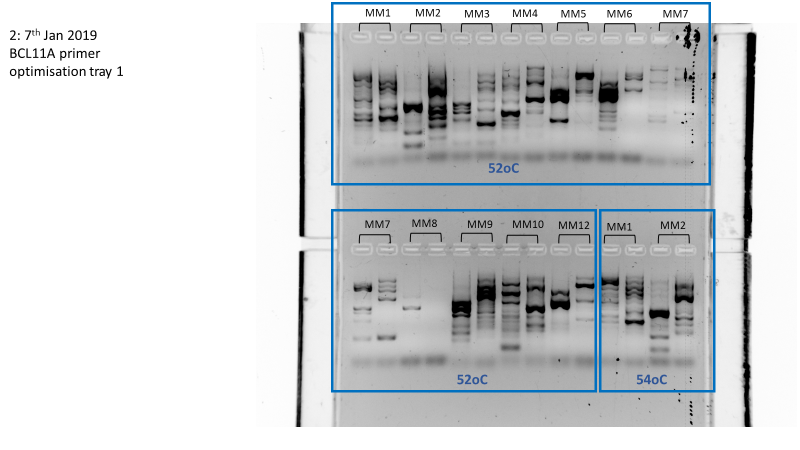 2: 7th Jan 2019
BCL11A primer
optimisation tray 1
MM1 MM2 MM3 MM4 MM5 MM6 MM7
52oC
MM7 MM8 MM9 MM10 MM12 MM1 MM2
52oC 54oC